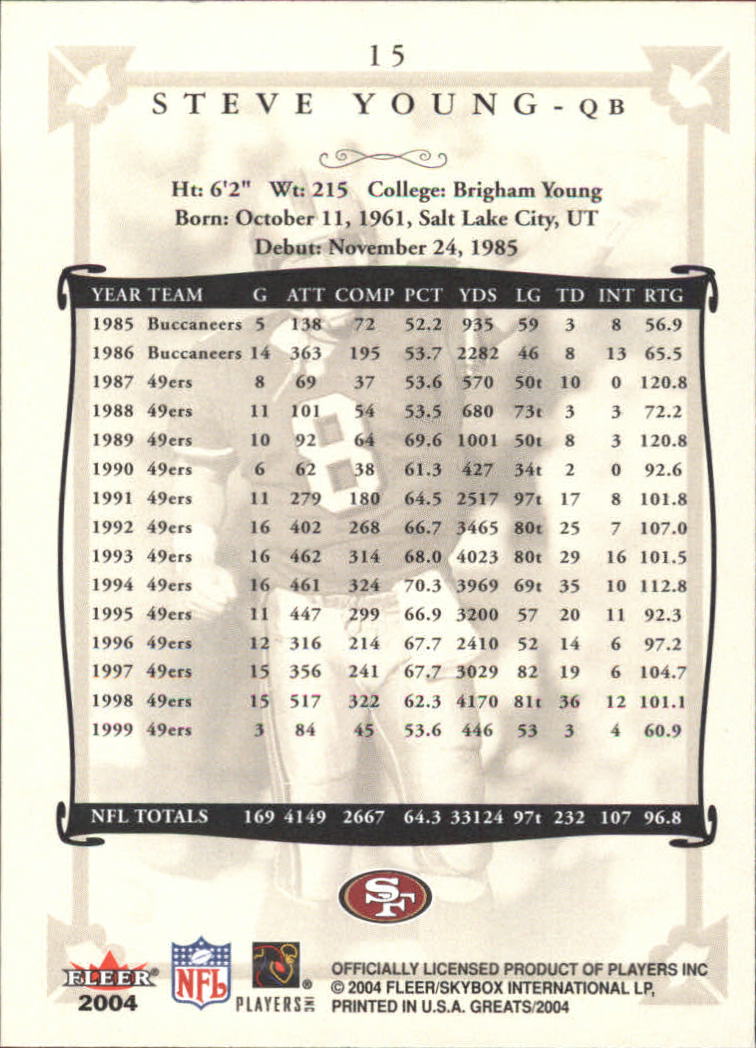 15
STEVE YOUNG - QB
Ht: 6'2" Wt: 215 College: Brigham Young
Born: October 11, 1961, Salt Lake City, UT
Debut: November 24, 1985
YEAR TEAM G ATT COMP PCT YDS LG TD INT RTG
1985 Buccaneers 5 138 72 52.2 935 59 3 8 56.9
1986 Buccaneers 14 363 195 53.7 2282 46 8 13 65.5
1987 49ers 8 69 37 53.6 570 50t 10 0 120.8
1988 49ers 11 101 54 53.5 680 73t 3 3 72.2
1989 49ers 10 92 64 69.6 1001 50t 8 3 120.8
1990 49ers 6 62 38 61.3 427 34t 2 0 92.6
1991 49ers 11 279 180 64.5 2517 97t 17 8 101.8
1992 49ers 16 402 268 66.7 3465 80t 25 7 107.0
1993 49ers 16 462 314 68.0 4023 80t 29 16 101.5
1994 49ers 16 461 324 70.3 3969 69t 35 10 112.8
1995 49ers 11 447 299 66.9 3200 57 20 11 92.3
1996 49ers 12 316 214 67.7 2410 52 14 6 97.2
1997 49ers 15 356 241 67.7 3029 82 19 6 104.7
1998 49ers 15 517 322 62.3 4170 81t 36 12 101.1
1999 49ers 3 84 45 53.6 446 53 3 4 60.9
NFL TOTALS 169 4149 2667 64.3 33124 97t 232 107 96.8
8
SF
FLEER®
2004
NFL
PLAYERS INC ®
OFFICIALLY LICENSED PRODUCT OF PLAYERS INC
© 2004 FLEER/SKYBOX INTERNATIONAL LP,
PRINTED IN U.S.A. GREATS/2004